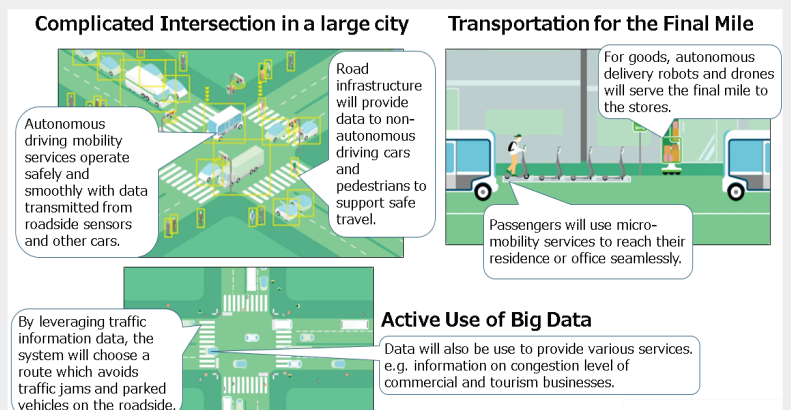 Complicated Intersection in a large city
Autonomous
driving mobility
services operate
safely and
smoothly with data
transmitted from
roadside sensors
and other cars.
Road
infrastructure
will provide
data to non-
autonomous
driving cars
and
pedestrians to
support safe
travel.
Transportation for the Final Mile
For goods, autonomous
delivery robots and drones
will serve the final mile to
the stores.
Passengers will use micro-
mobility services to reach their
residence or office seamlessly.
By leveraging traffic
information data, the
system will choose a
route which avoids
traffic jams and parked
vehicles on the roadside.
Active Use of Big Data
Data will also be use to provide various services.
e.g. information on congestion level of
commercial and tourism businesses.